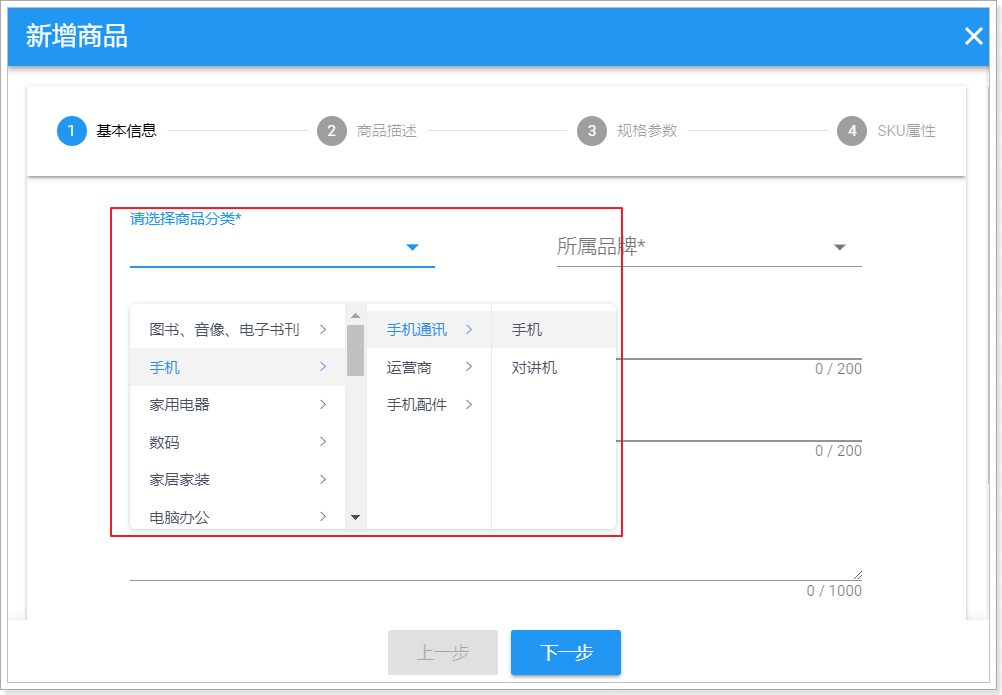 新增商品
1 基本信息 2 商品描述 3 规格参数 4 SKU属性
请选择商品分类*
所属品牌*
图书、音像、电子书刊 手机通讯 手机
手机 运营商 对讲机
0 / 200
家用电器 手机配件
数码
0 / 200
家居家装
电脑办公
0 / 1000
上一步 下一步